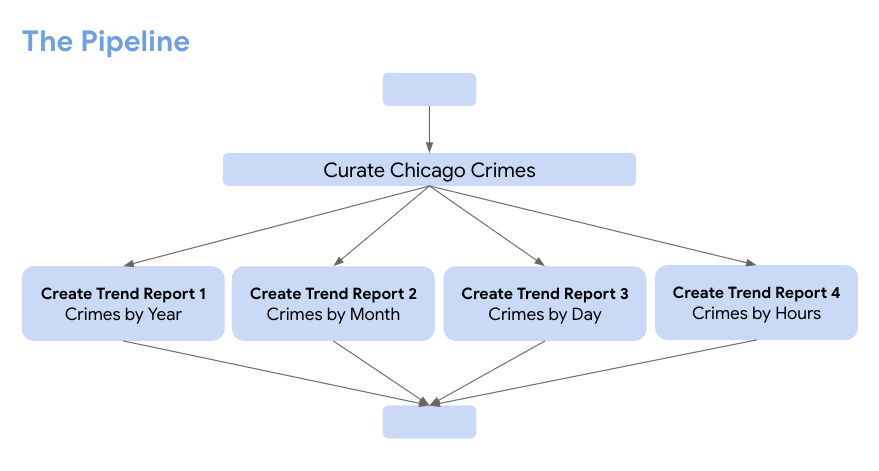 The Pipeline
Curate Chicago Crimes
Create Trend Report 1
Crimes by Year
Create Trend Report 2
Crimes by Month
Create Trend Report 3
Crimes by Day
Create Trend Report 4
Crimes by Hours